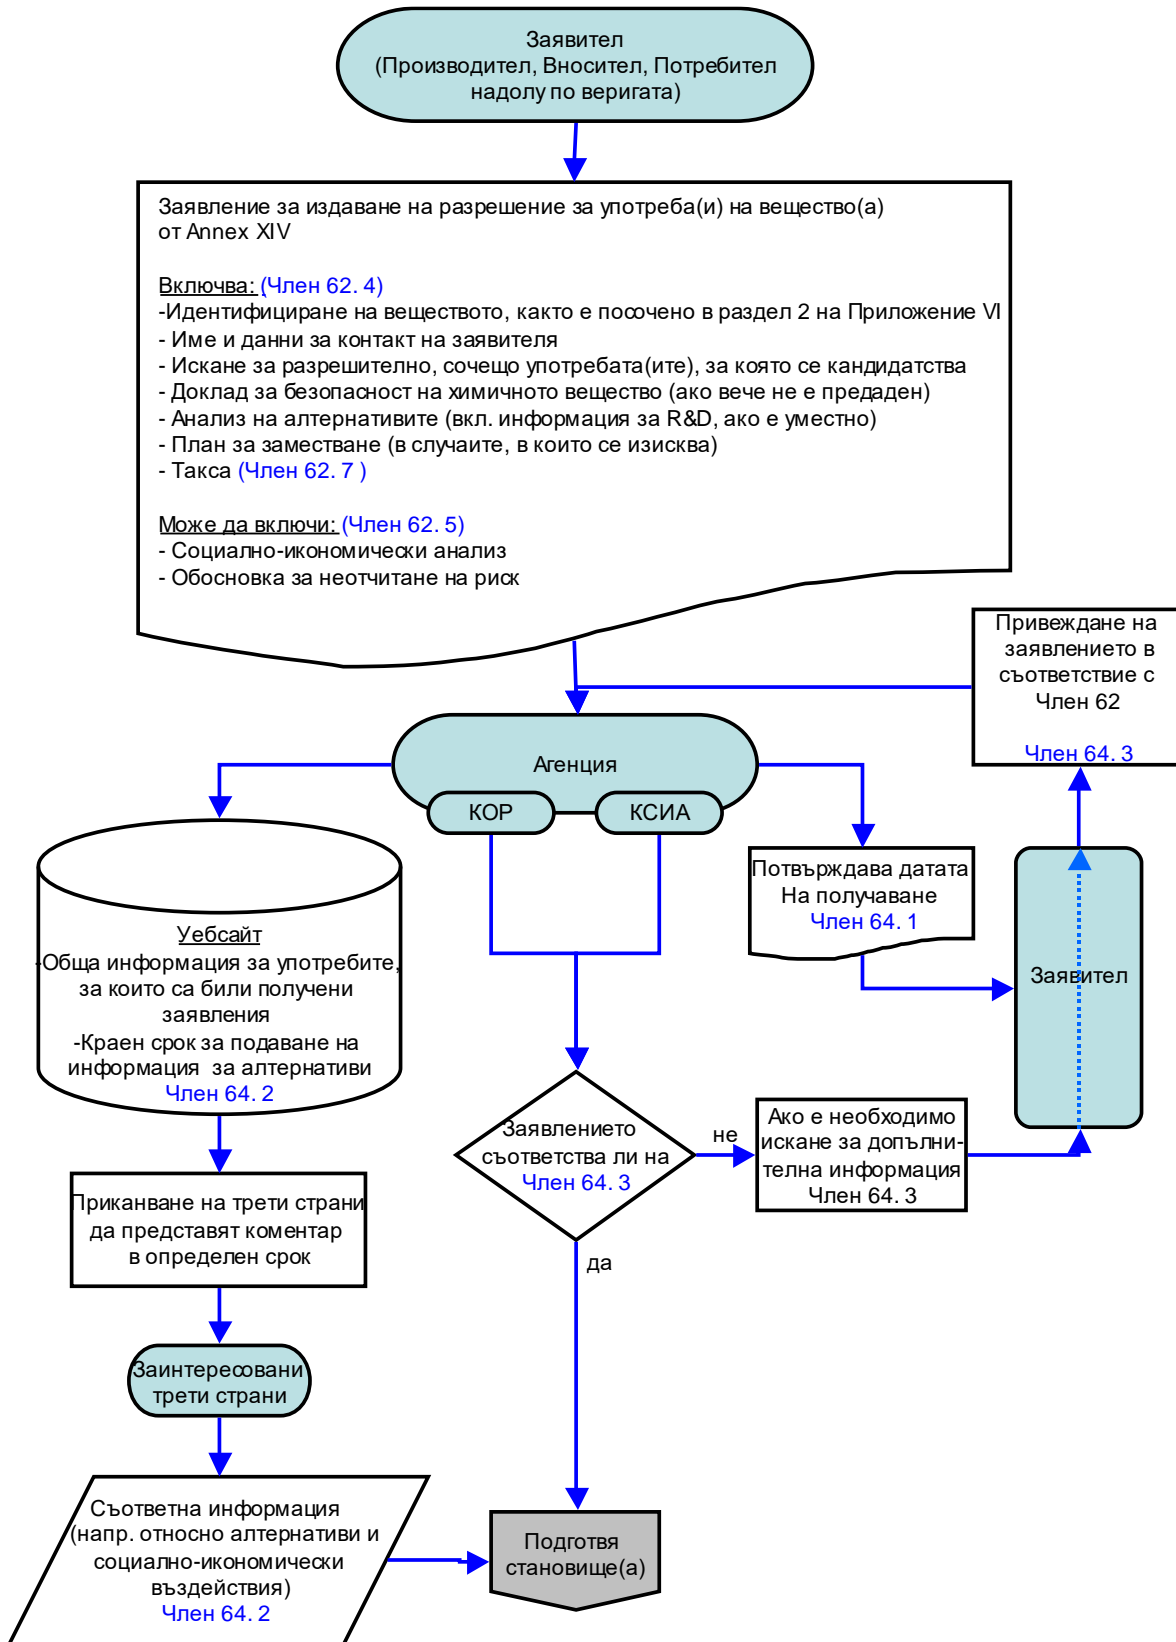 Заявител
(Производител, Вносител, Потребител
надолу по веригата)
Заявление за издаване на разрешение за употреба(и) на вещество(а)
от Annex XIV
Включва: (Член 62. 4)
-Идентифициране на веществото, както е посочено в раздел 2 на Приложение VI
- Име и данни за контакт на заявителя
- Искане за разрешително, сочещо употребата(ите), за която се кандидатства
- Доклад за безопасност на химичното вещество (ако вече не е предаден)
- Анализ на алтернативите (вкл. информация за R&D, ако е уместно)
- План за заместване (в случаите, в които се изисква)
- Такса (Член 62. 7 )
Може да включи: (Член 62. 5)
- Социално-икономически анализ
- Обосновка за неотчитане на риск
Привеждане на
заявлението в
съответствие с
Член 62
Член 64. 3
Агенция
КОР
КСИА
Потвърждава датата
На получаване
Член 64. 1
Заявител
Уебсайт
-Обща информация за употребите,
за които са били получени
заявления
-Краен срок за подаване на
информация за алтернативи
Член 64. 2
Заявлението
съответства ли на
Член 64. 3
не
Ако е необходимо
искане за допълни-
телна информация
Член 64. 3
да
Приканване на трети страни
да представят коментар
в определен срок
Заинтересовани
трети страни
Съответна информация
(напр. относно алтернативи и
социално-икономически
въздействия)
Член 64. 2
Подготвя
становище(а)